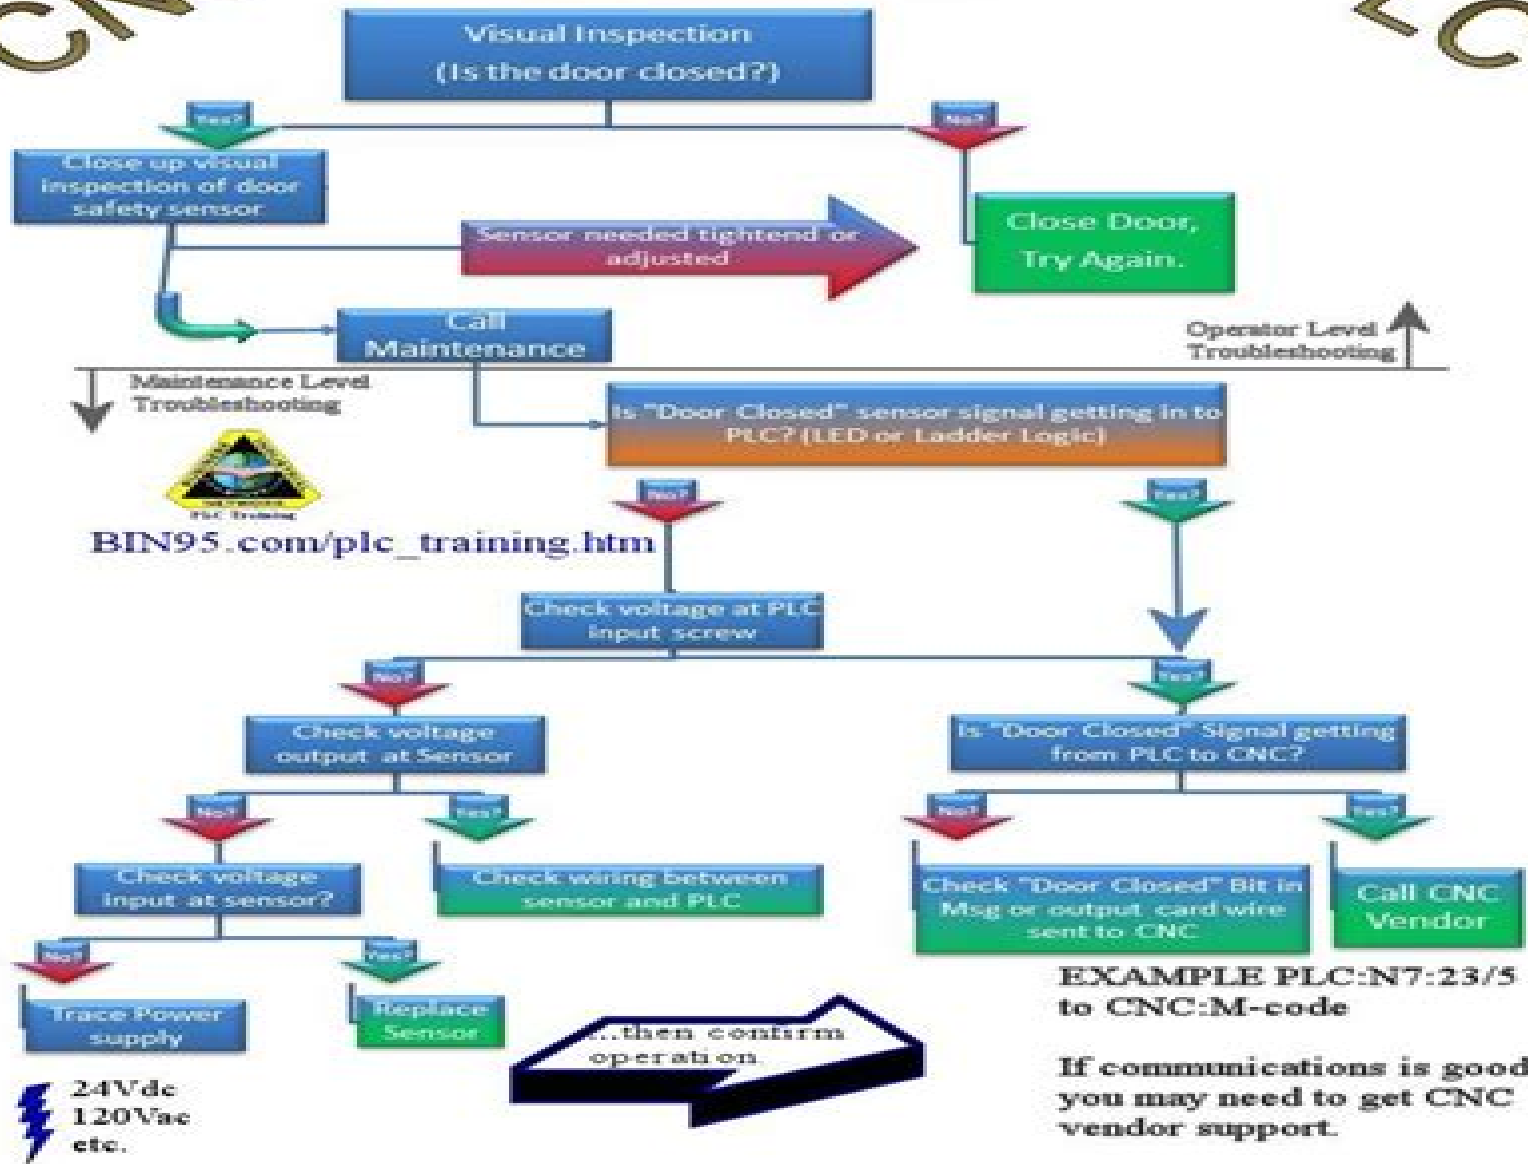 CN
LC
Visual Inspection
(Is the door closed?)
Yes?
No?
Close up visual
inspection of door
safety sensor
Sensor needed tightend or
adjusted
Close Door,
Try Again.
Call
Maintenance
Operator Level
Troubleshooting
Maintenance Level
Troubleshooting
Is "Door Closed" sensor signal getting in to
PLC? (LED or Ladder Logic)
PLC Training
BIN95.com/plc_training.htm
No?
Yes?
Check voltage at PLC
input screw
No?
Yes?
Check voltage
output at Sensor
Is "Door Closed" Signal getting
from PLC to CNC?
No?
Yes?
No?
Yes?
Check voltage
input at sensor?
Check wiring between
sensor and PLC
Check "Door Closed" Bit in
Msg or output card wire
sent to CNC
Call CNC
Vendor
No?
Yes?
Trace Power
supply
Replace
Sensor
...then confirm
operation.
EXAMPLE PLC:N7:23/5
to CNC:M-code
If communications is good
you may need to get CNC
vendor support.
24Vdc
120Vac
etc.